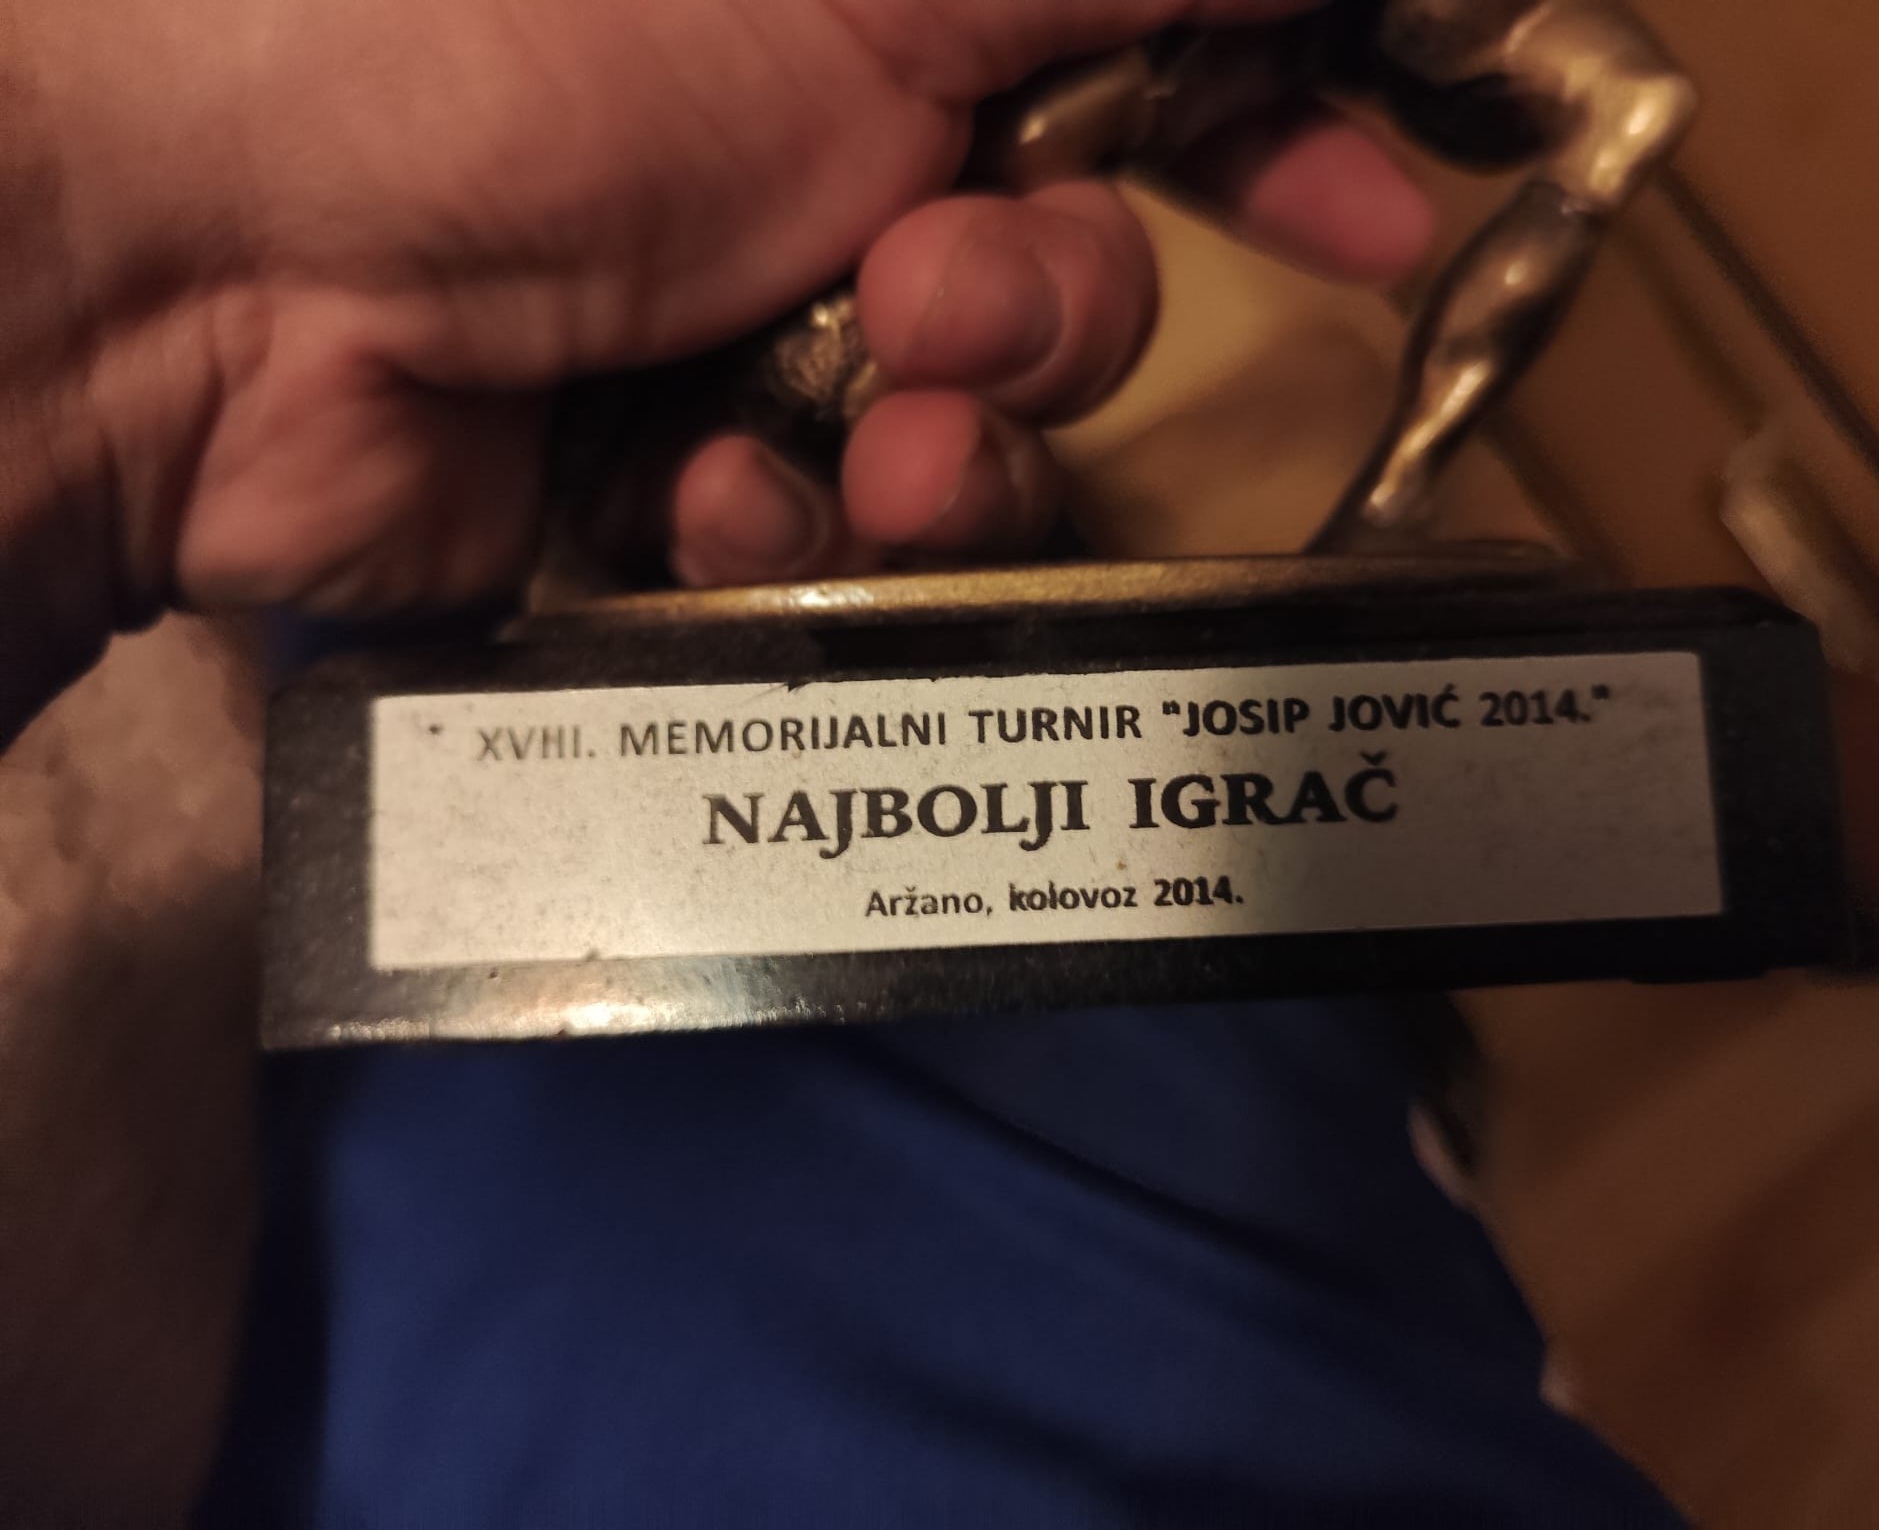 XVIII. MEMORIJALNI TURNIR "JOSIP JOVIĆ 2014."
NAJBOLJI IGRAČ
Aržano, kolovoz 2014.